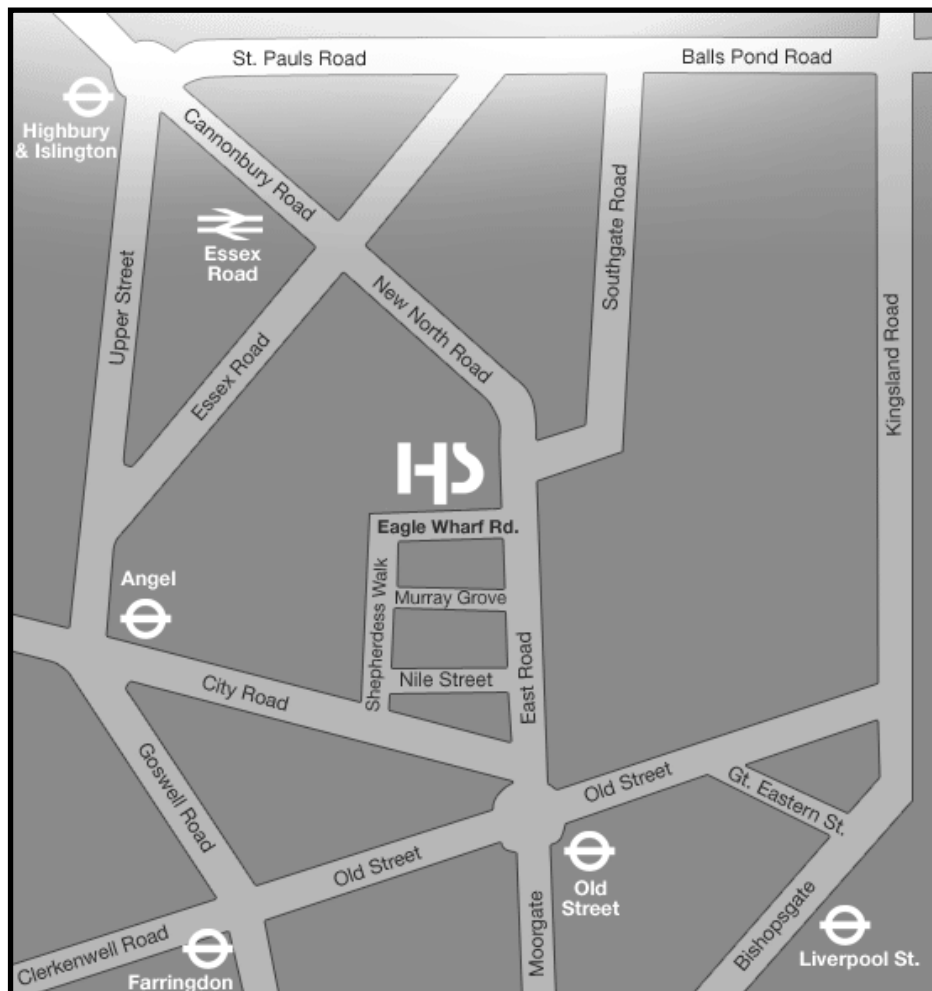 St. Pauls Road
Balls Pond Road
Highbury
& Islington
Cannonbury Road
Essex
Road
Southgate Road
Upper Street
New North Road
Kingsland Road
Essex Road
HS
Eagle Wharf Rd.
Angel
Shepherdess Walk
Murray Grove
City Road
Nile Street
East Road
Goswell Road
Old Street
Gt. Eastern St.
Old Street
Old
Street
Clerkenwell Road
Farringdon
Moorgate
Bishopsgate
Liverpool St.